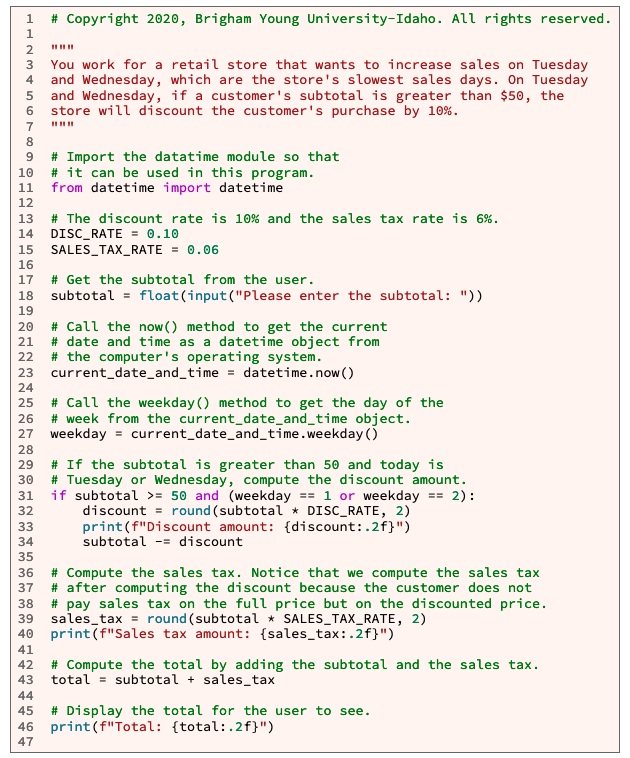 1 # Copyright 2020, Brigham Young University-Idaho. All rights reserved.
1
2 """
3 You work for a retail store that wants to increase sales on Tuesday
4 and Wednesday, which are the store's slowest sales days. On Tuesday
5 and Wednesday, if a customer's subtotal is greater than $50, the
6 store will discount the customer's purchase by 10%.
7 """
8
9 # Import the datatime module so that
10 # it can be used in this program.
11 from datetime import datetime
12
13 # The discount rate is 10% and the sales tax rate is 6%.
14 DISC_RATE = 0.10
15 SALES_TAX_RATE = 0.06
16
17 # Get the subtotal from the user.
18 subtotal = float(input("Please enter the subtotal: "))
19
20 # Call the now() method to get the current
21 # date and time as a datetime object from
22 # the computer's operating system.
23 current_date_and_time = datetime.now()
24
25 # Call the weekday() method to get the day of the
26 # week from the current_date_and_time object.
27 weekday = current_date_and_time.weekday()
28
29 # If the subtotal is greater than 50 and today is
30 # Tuesday or Wednesday, compute the discount amount.
31 if subtotal >= 50 and (weekday == 1 or weekday == 2):
32     discount = round(subtotal * DISC_RATE, 2)
33     print(f"Discount amount: {discount:.2f}")
34     subtotal -= discount
35
36 # Compute the sales tax. Notice that we compute the sales tax
37 # after computing the discount because the customer does not
38 # pay sales tax on the full price but on the discounted price.
39 sales_tax = round(subtotal * SALES_TAX_RATE, 2)
40 print(f"Sales tax amount: {sales_tax:.2f}")
41
42 # Compute the total by adding the subtotal and the sales tax.
43 total = subtotal + sales_tax
44
45 # Display the total for the user to see.
46 print(f"Total: {total:.2f}")
47